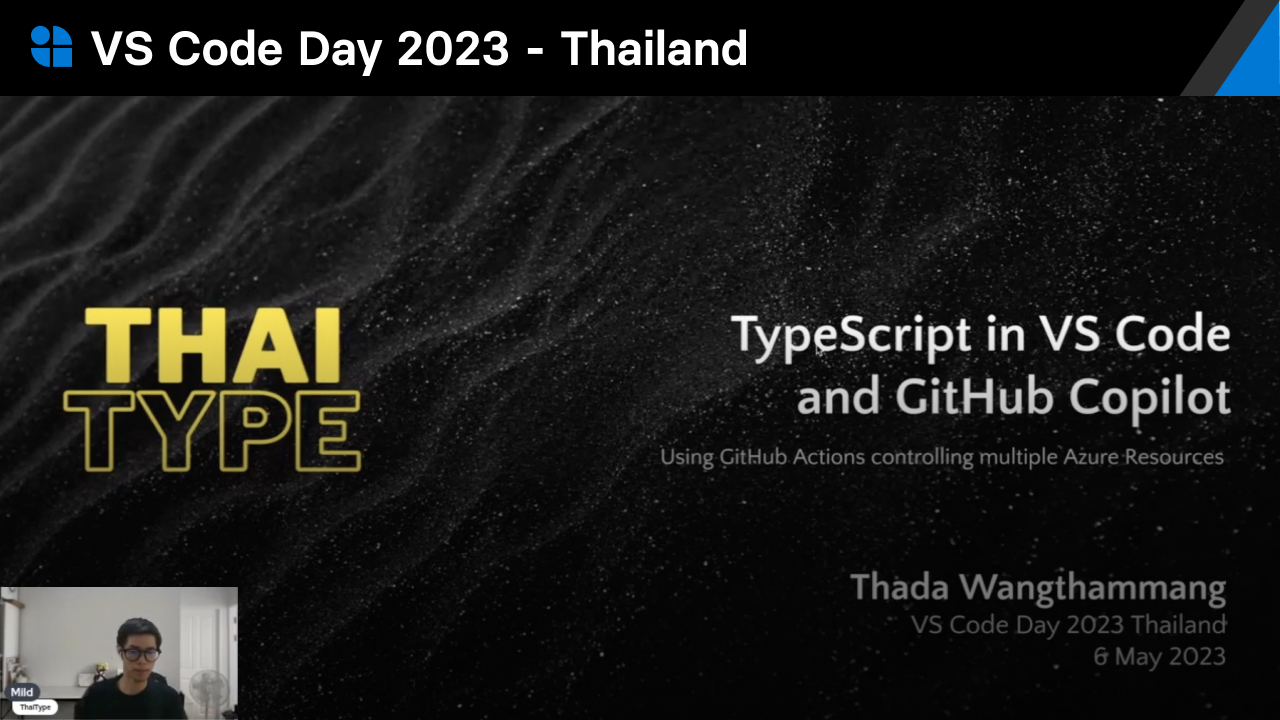 VS Code Day 2023 - Thailand
THAI
TYPE
TypeScript in VS Code
and GitHub Copilot
Using GitHub Actions controlling multiple Azure Resources
Thada Wangthammang
VS Code Day 2023 Thailand
6 May 2023
Mild
ThaiType